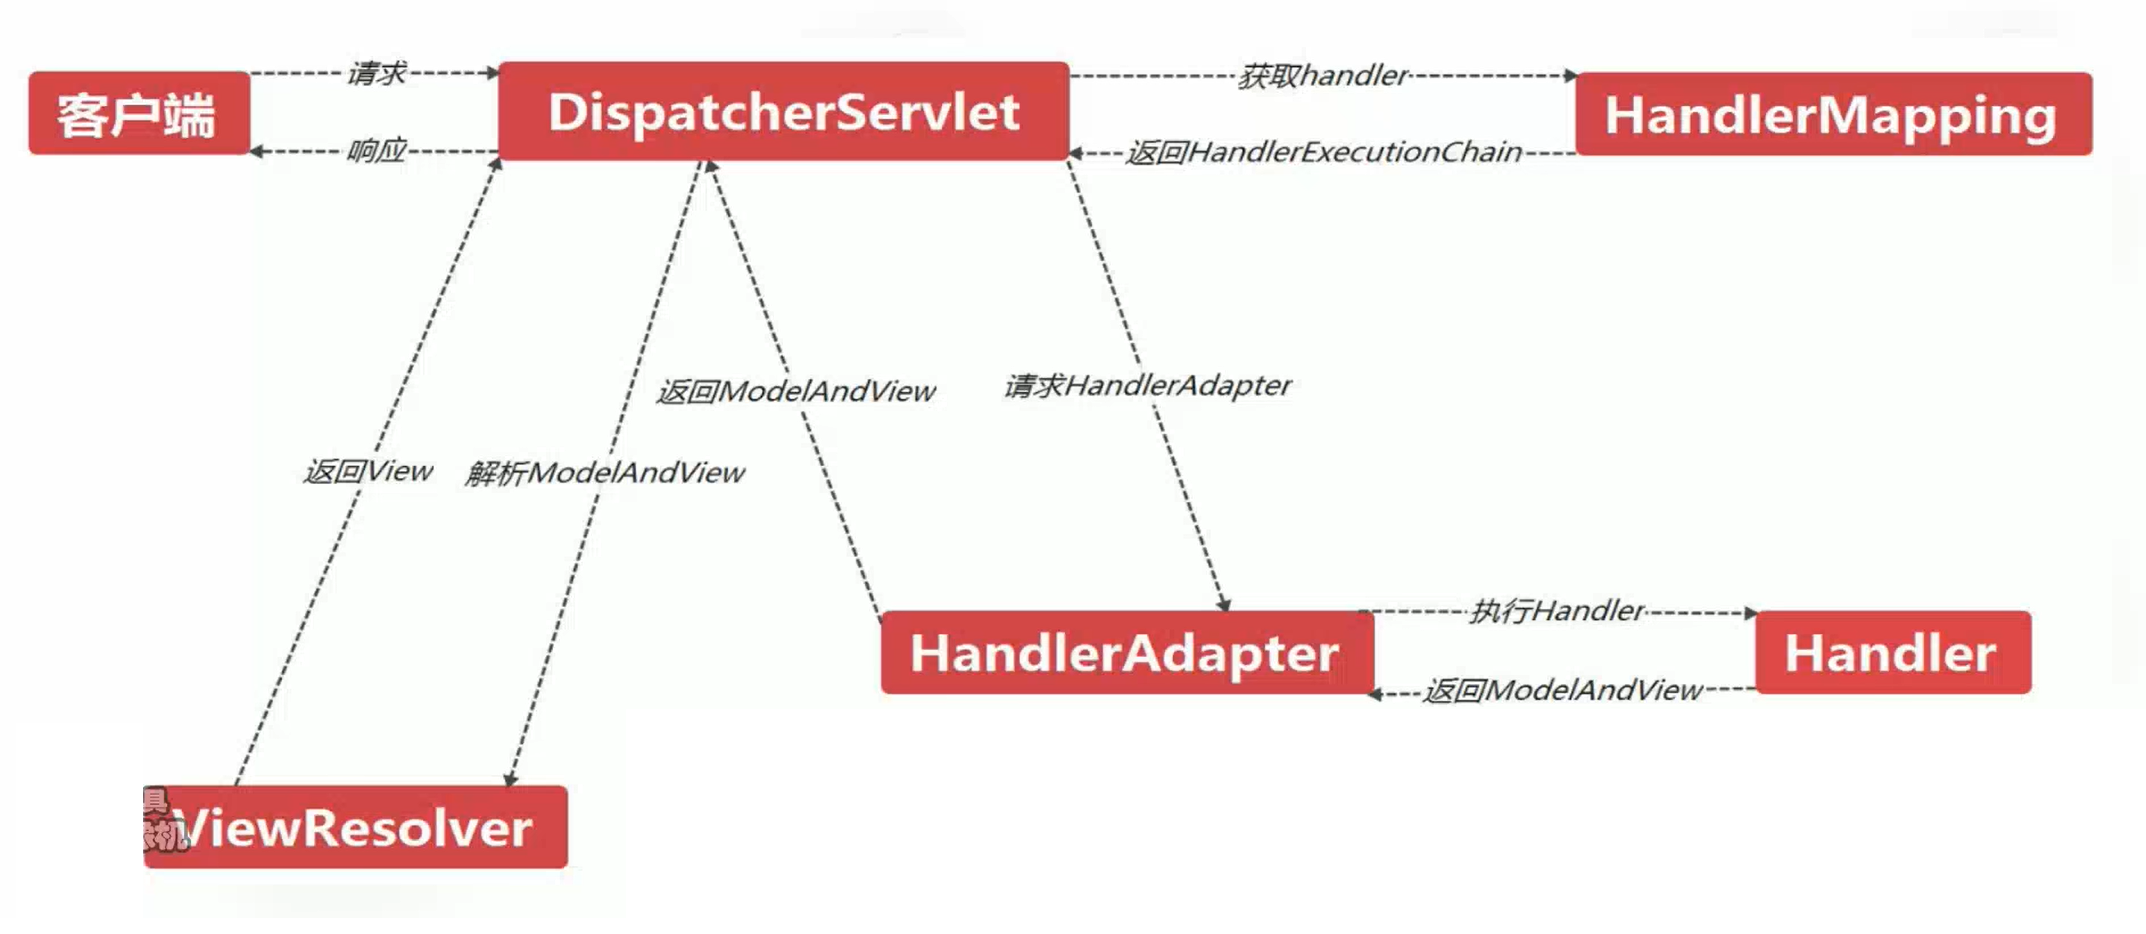 请求
获取handler
客户端
DispatcherServlet
HandlerMapping
响应
返回HandlerExecutionChain
返回ModelAndView
请求HandlerAdapter
返回View
解析ModelAndView
执行Handler
HandlerAdapter
Handler
返回ModelAndView
具
ViewResolver
机